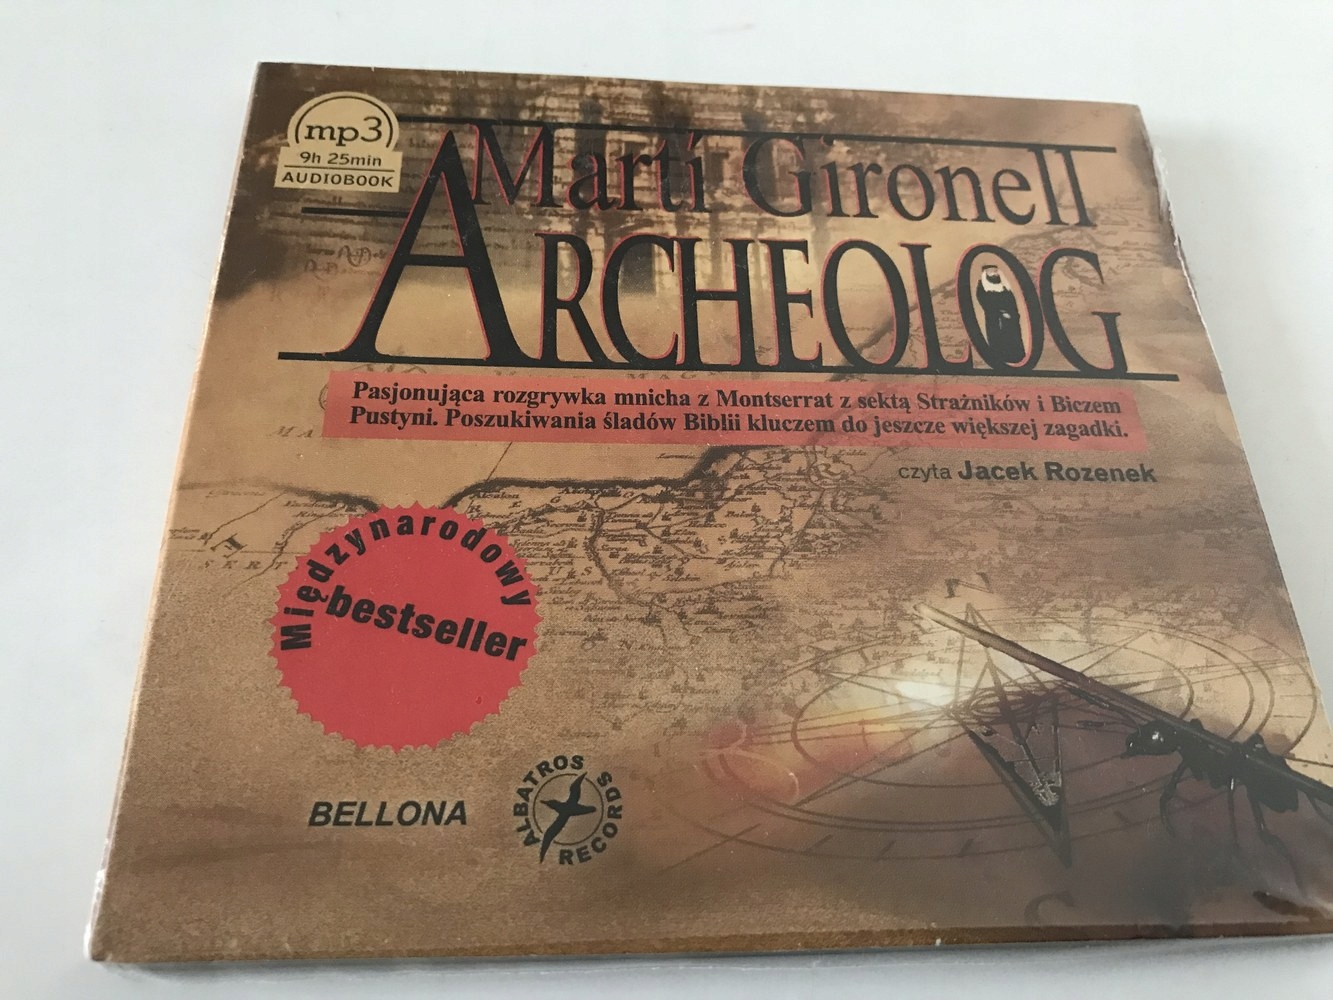 mp3
9h 25min
AUDIOBOOK
Martí Gironell
ARCHEOLOG
Pasjonująca rozgrywka mnicha z Montserrat z sektą Strażników i Biczem
Pustyni. Poszukiwania śladów Biblii kluczem do jeszcze większej zagadki.
czyta Jacek Rozenek
Międzynarodowy
bestseller
BELLONA
ALBATROS
RECORDS